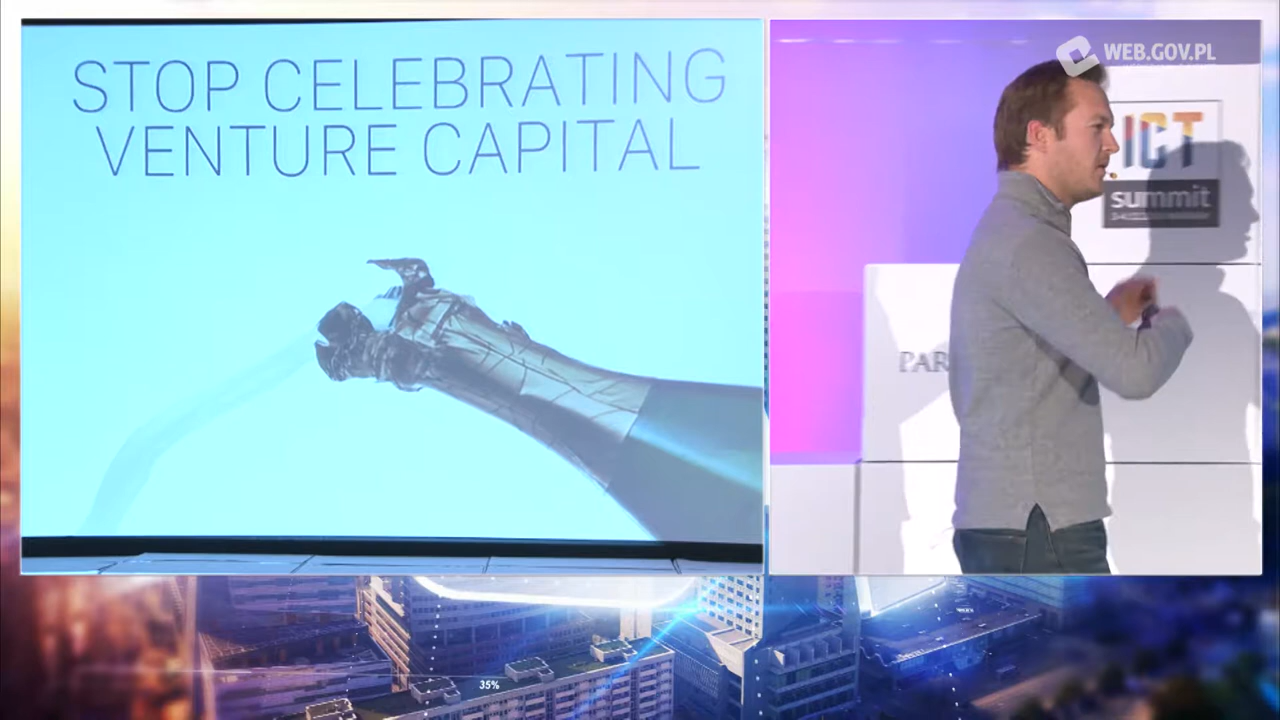 STOP CELEBRATING
VENTURE CAPITAL
WEB.GOV.PL
.ICT
summit
PAR
35%